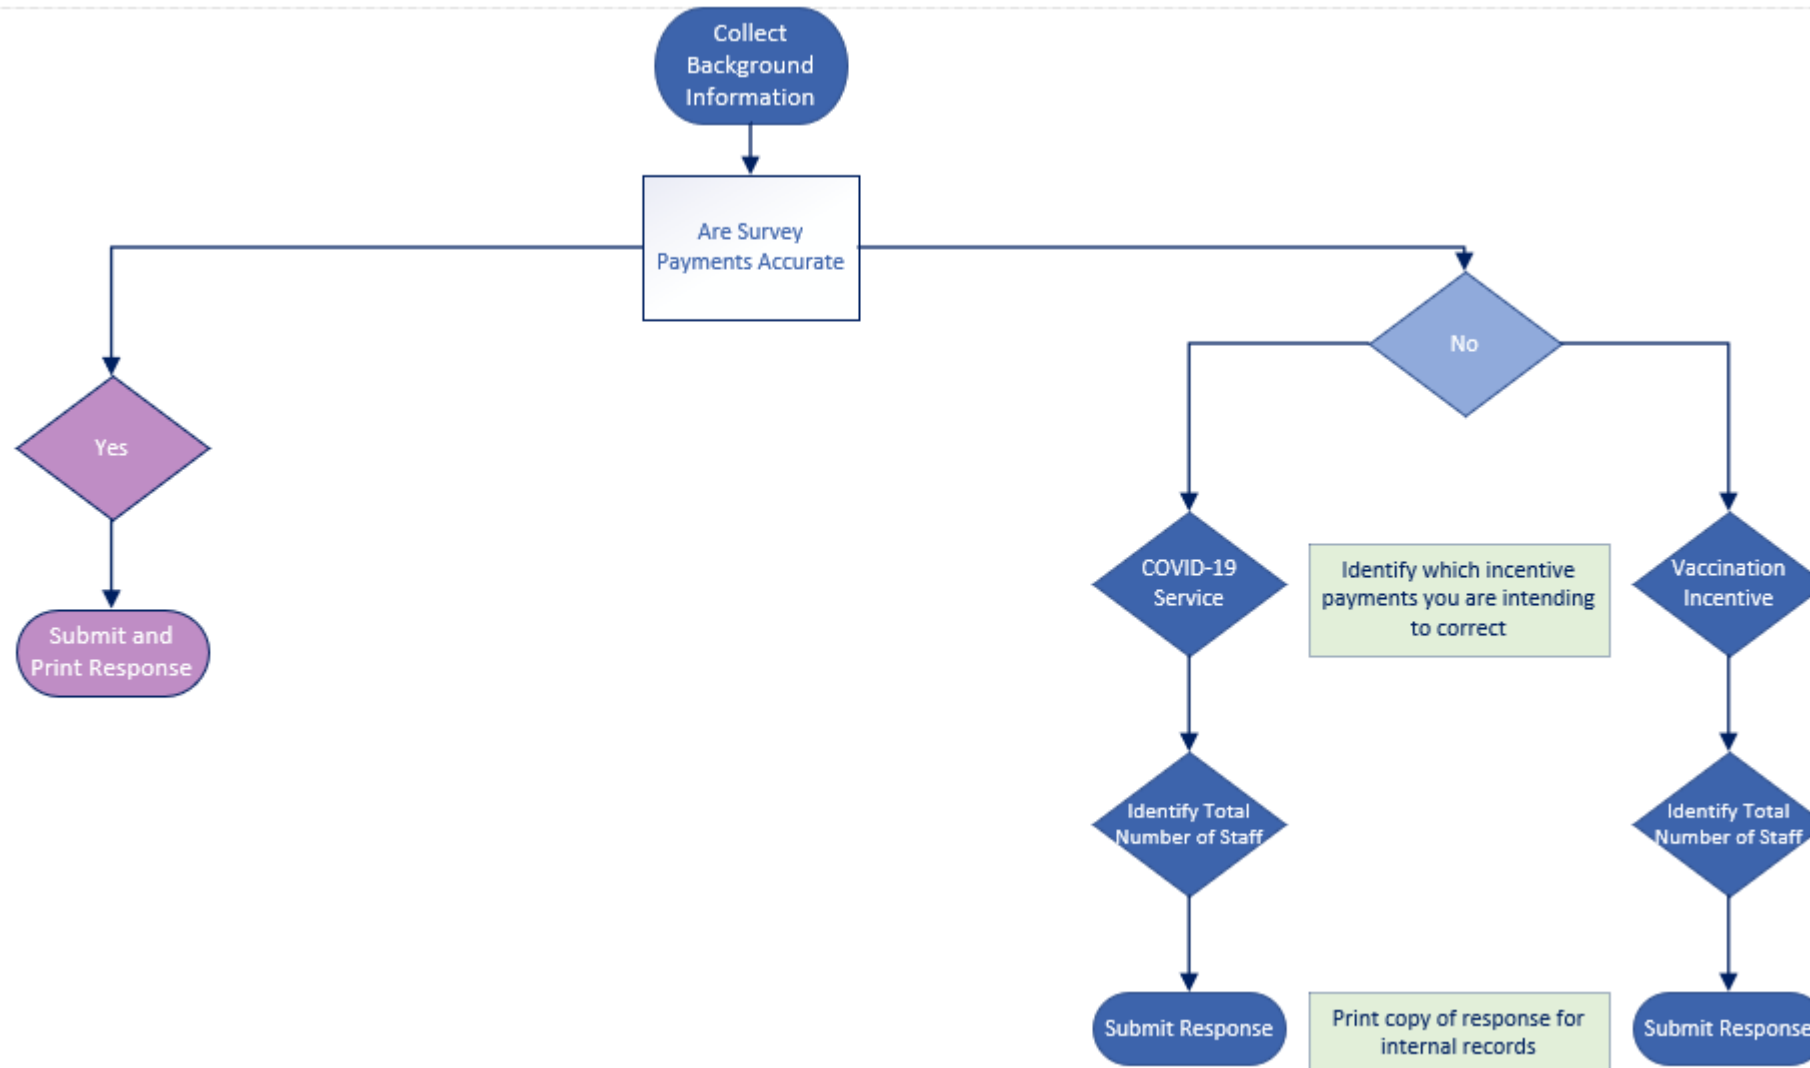 Collect
Background
Information
Are Survey
Payments Accurate
No
Yes
COVID-19
Service
Identify which incentive
payments you are intending
to correct
Vaccination
Incentive
Submit and
Print Response
Identify Total
Number of Staff
Identify Total
Number of Staff
Submit Response
Print copy of response for
internal records
Submit Response